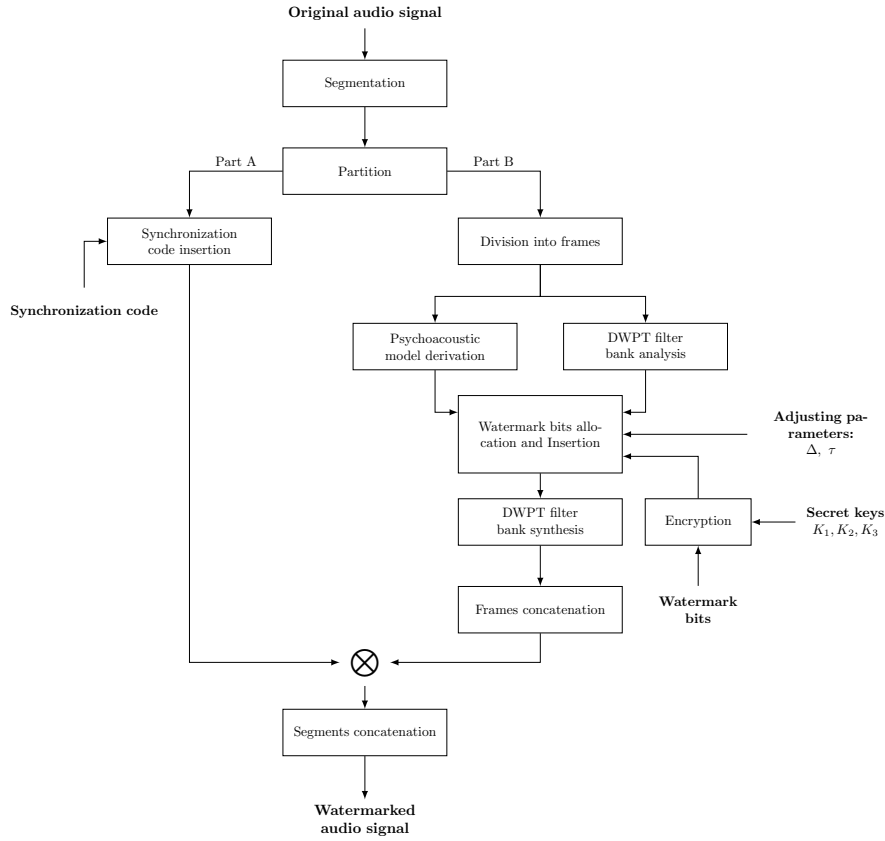 Original audio signal
Segmentation
Part A
Part B
Partition
Synchronization
code insertion
Division into frames
Synchronization code
Psychoacoustic
model derivation
DWPT filter
bank analysis
Watermark bits allo-
cation and Insertion
Adjusting pa-
rameters:
Δ, τ
DWPT filter
bank synthesis
Encryption
Secret keys
K₁, K₂, K₃
Frames concatenation
Watermark
bits
Segments concatenation
Watermarked
audio signal